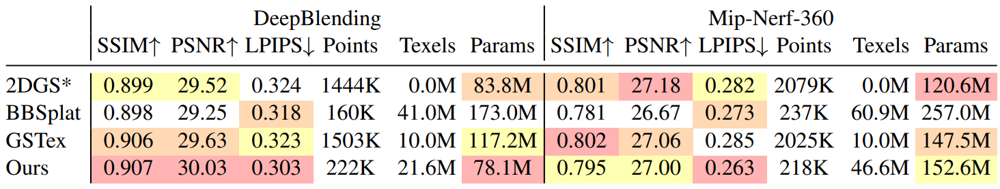 DeepBlending Mip-Nerf-360
SSIM↑ PSNR↑ LPIPS↓ Points Texels Params SSIM↑ PSNR↑ LPIPS↓ Points Texels Params
2DGS* 0.899 29.52 0.324 1444K 0.0M 83.8M 0.801 27.18 0.282 2079K 0.0M 120.6M
BBSplat 0.898 29.25 0.318 160K 41.0M 173.0M 0.781 26.67 0.273 237K 60.9M 257.0M
GSTex 0.906 29.63 0.323 1503K 10.0M 117.2M 0.802 27.06 0.285 2025K 10.0M 147.5M
Ours 0.907 30.03 0.303 222K 21.6M 78.1M 0.795 27.00 0.263 218K 46.6M 152.6M